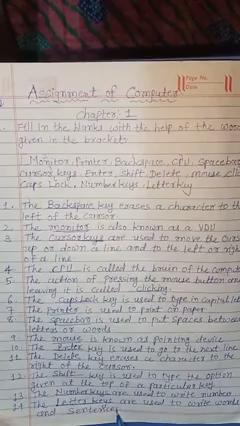 Page No.
Date
Assignment of Computer
Chapter: 1
Fill In the blanks with the help of the word
given in the brackets
[Monitor, Printer, Backspace, CPU, Spacebar
Cursor keys, Enter, Shift, Delete, mouse clic
Caps Lock, Number keys, Letter key
1. The Backspace key erases a character to the
left of the cursor
2. The monitor is also known as a VDU
3. The Cursor keys are used to move the curs
up or down a line and to the left or righ
of a line
4. The CPU is called the brain of the compute
5. The action of pressing the mouse button an
leaving it is called clicking.
6. The Caps Lock key is used to type in capital let
7. The Printer is used to print on paper
8. The spacebar is used to put spaces between
letters or words
9. The mouse is known as pointing device
10. The Enter key is used to go to the next line
11. The Delete key erases a character to the
right of the cursor.
12. The Shift key is used to type the option
given at the top of a particular key
13. The Number keys are used to write number
14. The Letter keys are used to write words
and sentences